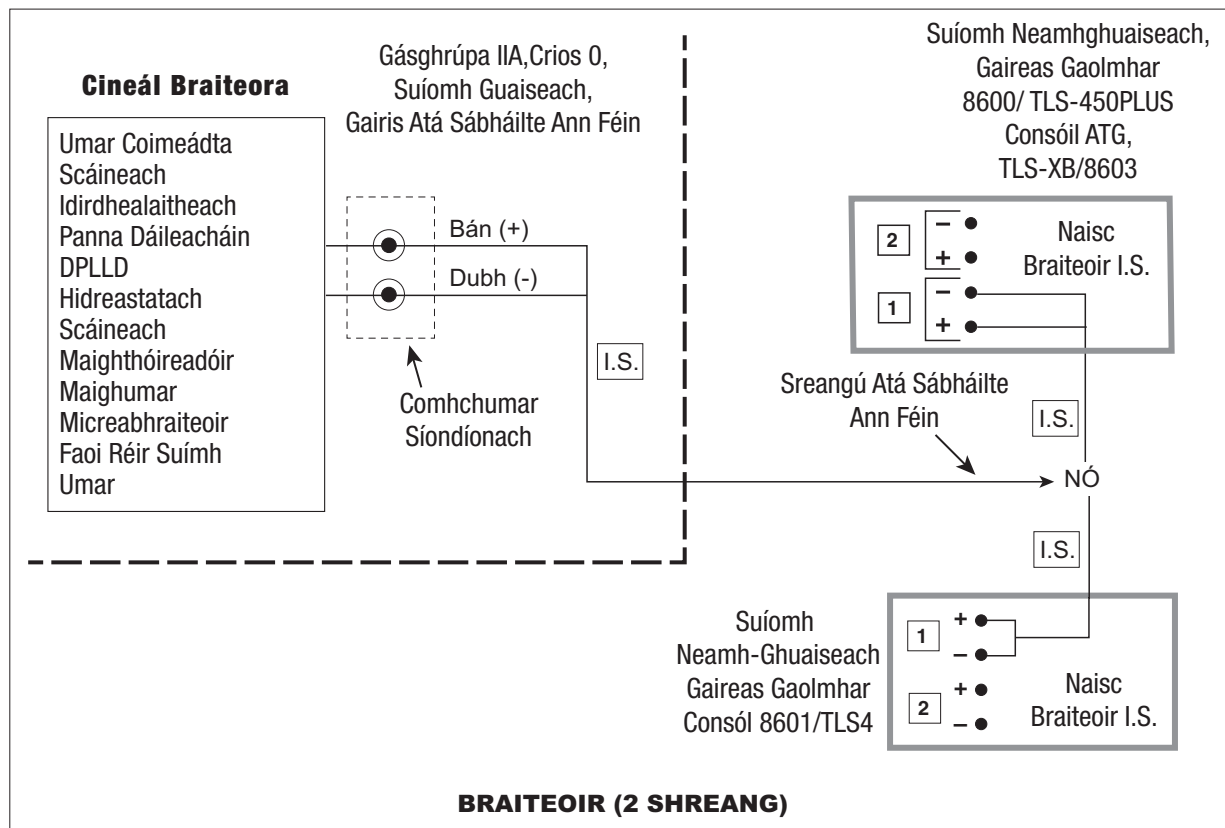 Cineál Braiteora
Umar Coimeádta
Scáineach
Idirdhealaitheach
Panna Dáileacháin
DPLLD
Hidreastatach
Scáineach
Maighthóireadóir
Maighumar
Micreabhraiteoir
Faoi Réir Suímh
Umar
Gásghrúpa IIA,Crios 0,
Suíomh Guaiseach,
Gairis Atá Sábháilte Ann Féin
Bán (+)
Dubh (-)
I.S.
Comhchumar
Síondíonach
Suíomh Neamhghuaiseach,
Gaireas Gaolmhar
8600/ TLS-450PLUS
Consóil ATG,
TLS-XB/8603
2
−
+
1
−
+
Naisc
Braiteoir I.S.
Sreangú Atá Sábháilte
Ann Féin
I.S.
NÓ
I.S.
Suíomh
Neamh-Ghuaiseach
Gaireas Gaolmhar
Consól 8601/TLS4
1
+
−
2
+
−
Naisc
Braiteoir I.S.
BRAITEOIR (2 SHREANG)